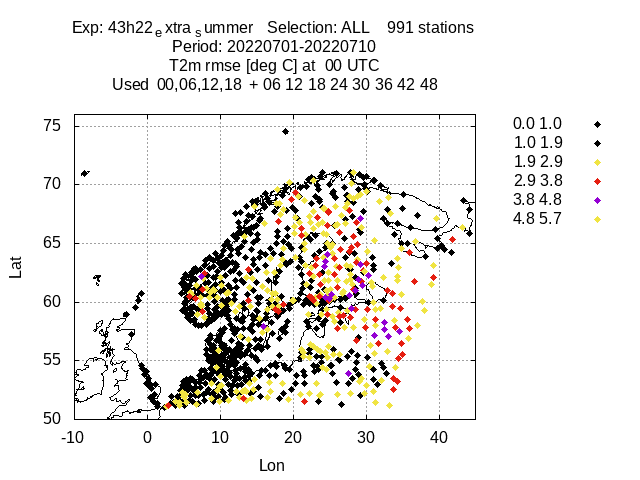 Exp: 43h22extrasummer   Selection: ALL    991 stations
Period: 20220701-20220710
T2m rmse [deg C] at  00 UTC
Used  00,06,12,18  + 06 12 18 24 30 36 42 48
0.0 1.0
1.0 1.9
1.9 2.9
2.9 3.8
3.8 4.8
4.8 5.7
75
70
65
60
55
50
Lat
-10 0 10 20 30 40
Lon